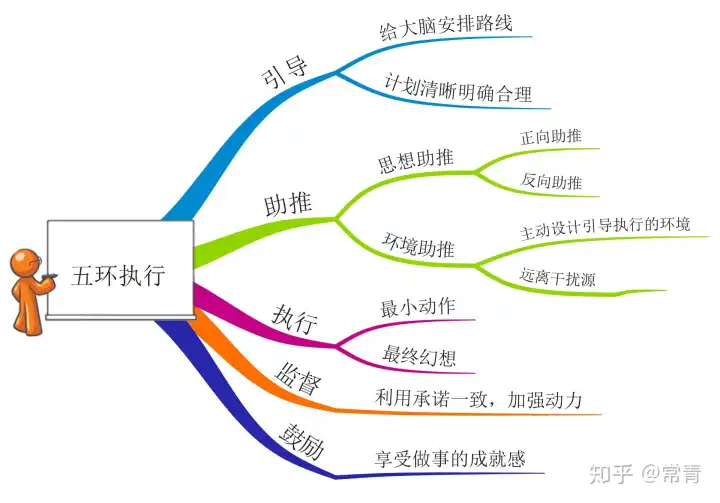 五环执行
引导
给大脑安排路线
计划清晰明确合理
助推
思想助推
正向助推
反向助推
环境助推
主动设计引导执行的环境
远离干扰源
执行
最小动作
最终幻想
监督
利用承诺一致，加强动力
鼓励
享受做事的成就感
知乎 @常青